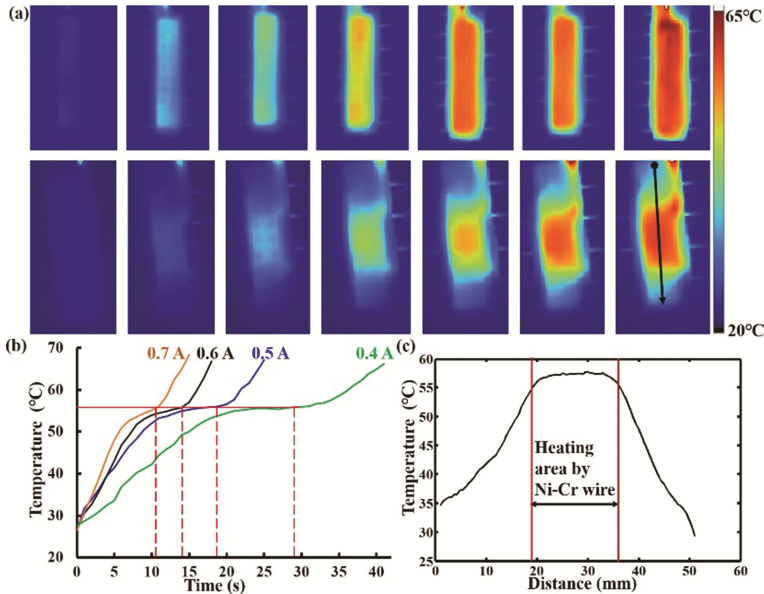 (a)
65℃
20℃
(b)
70
60
50
40
30
20
Temperature (℃)
0.7 A
0.6 A
0.5 A
0.4 A
0 5 10 15 20 25 30 35 40
Time (s)
(c)
60
55
50
45
40
35
30
25
Temperature (℃)
Heating
area by
Ni-Cr wire
0 10 20 30 40 50 60
Distance (mm)